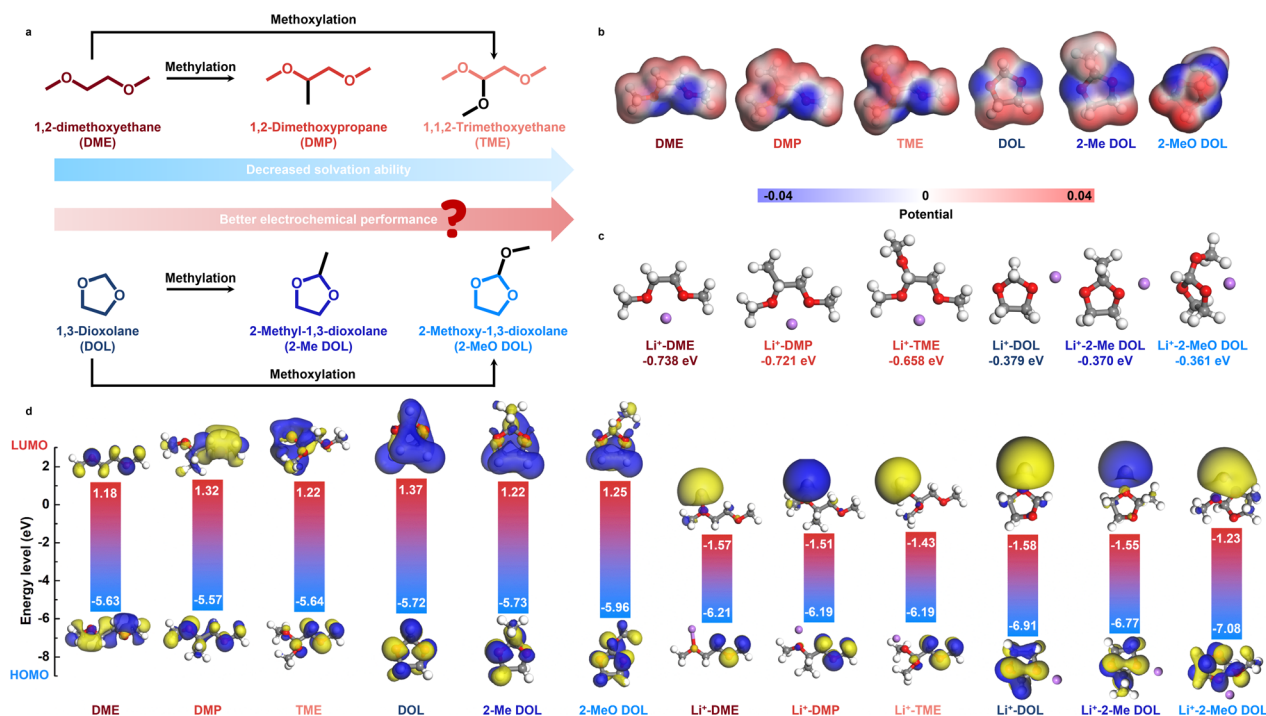 a
Methoxylation
Methylation
O
O
O
O
O
O
O
1,2-dimethoxyethane
(DME)
1,2-Dimethoxypropane
(DMP)
1,1,2-Trimethoxyethane
(TME)
Decreased solvation ability
Better electrochemical performance ?
Methylation
O
O
O
O
O
O
O
1,3-Dioxolane
(DOL)
2-Methyl-1,3-dioxolane
(2-Me DOL)
2-Methoxy-1,3-dioxolane
(2-MeO DOL)
Methoxylation
b
DME DMP TME DOL 2-Me DOL 2-MeO DOL
-0.04 0 0.04
Potential
c
Li⁺-DME Li⁺-DMP Li⁺-TME Li⁺-DOL Li⁺-2-Me DOL Li⁺-2-MeO DOL
-0.738 eV -0.721 eV -0.658 eV -0.379 eV -0.370 eV -0.361 eV
d
LUMO
Energy level (eV)
2
0
-2
-4
-6
-8
HOMO
1.18 1.32 1.22 1.37 1.22 1.25
-1.57 -1.51 -1.43 -1.58 -1.55 -1.23
-5.63 -5.57 -5.64 -5.72 -5.73 -5.96
-6.21 -6.19 -6.19 -6.91 -6.77 -7.08
DME DMP TME DOL 2-Me DOL 2-MeO DOL Li⁺-DME Li⁺-DMP Li⁺-TME Li⁺-DOL Li⁺-2-Me DOL Li⁺-2-MeO DOL